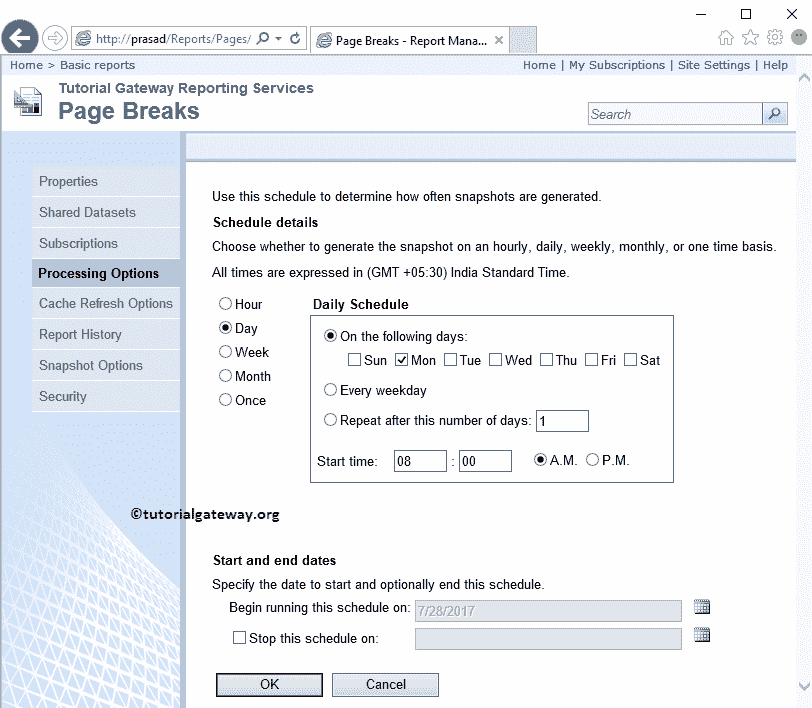 http://prasad/Reports/Pages/
Page Breaks - Report Mana...
Home > Basic reports
Home | My Subscriptions | Site Settings | Help
Tutorial Gateway Reporting Services
Page Breaks
Search
Properties
Shared Datasets
Subscriptions
Processing Options
Cache Refresh Options
Report History
Snapshot Options
Security
Use this schedule to determine how often snapshots are generated.
Schedule details
Choose whether to generate the snapshot on an hourly, daily, weekly, monthly, or one time basis.
All times are expressed in (GMT +05:30) India Standard Time.
Hour
Day
Week
Month
Once
Daily Schedule
On the following days:
Sun Mon Tue Wed Thu Fri Sat
Every weekday
Repeat after this number of days: 1
Start time: 08 : 00 A.M. P.M.
©tutorialgateway.org
Start and end dates
Specify the date to start and optionally end this schedule.
Begin running this schedule on: 7/28/2017
Stop this schedule on:
OK Cancel